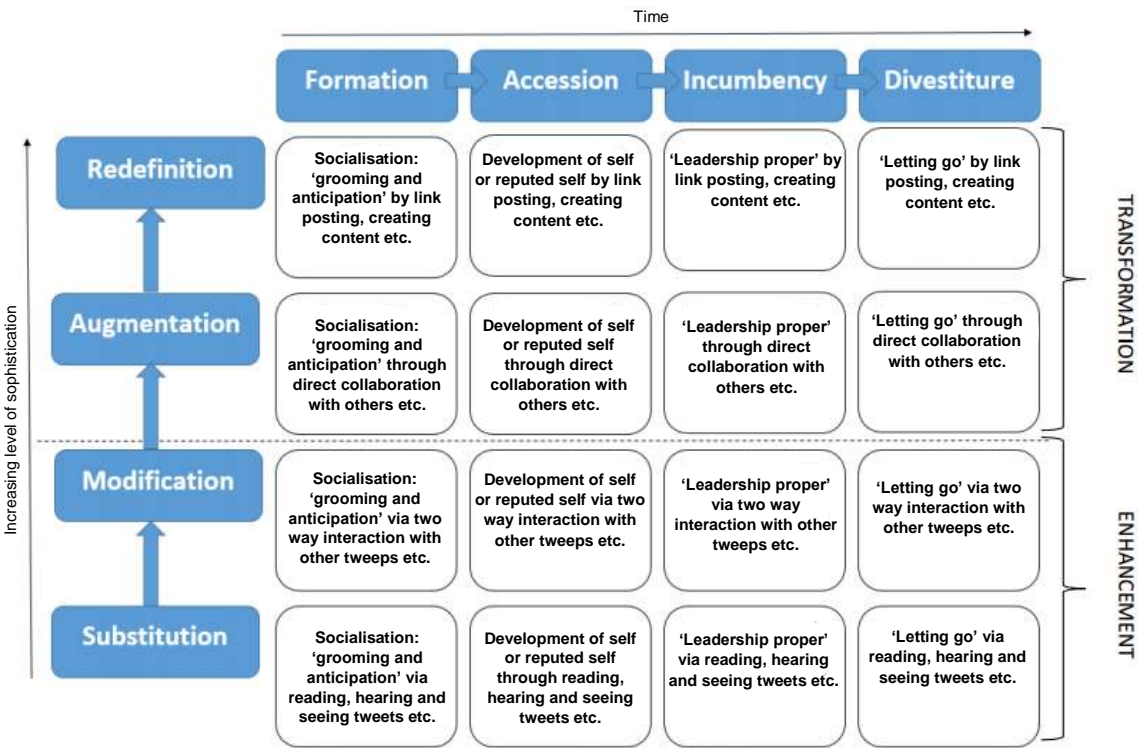 Time
Formation
Accession
Incumbency
Divestiture
Increasing level of sophistication
Redefinition
Socialisation:
‘grooming and
anticipation’ by link
posting, creating
content etc.
Development of self
or reputed self by link
posting, creating
content etc.
‘Leadership proper’ by
link posting, creating
content etc.
‘Letting go’ by link
posting, creating
content etc.
TRANSFORMATION
Augmentation
Socialisation:
‘grooming and
anticipation’ through
direct collaboration
with others etc.
Development of self
or reputed self
through direct
collaboration with
others etc.
‘Leadership proper’
through direct
collaboration with
others etc.
‘Letting go’ through
direct collaboration
with others etc.
Modification
Socialisation:
‘grooming and
anticipation’ via two
way interaction with
other tweeps etc.
Development of self
or reputed self via two
way interaction with
other tweeps etc.
‘Leadership proper’
via two way
interaction with other
tweeps etc.
‘Letting go’ via two
way interaction with
other tweeps etc.
ENHANCEMENT
Substitution
Socialisation:
‘grooming and
anticipation’ via
reading, hearing and
seeing tweets etc.
Development of self
or reputed self
through reading,
hearing and seeing
tweets etc.
‘Leadership proper’
via reading, hearing
and seeing tweets etc.
‘Letting go’ via
reading, hearing and
seeing tweets etc.